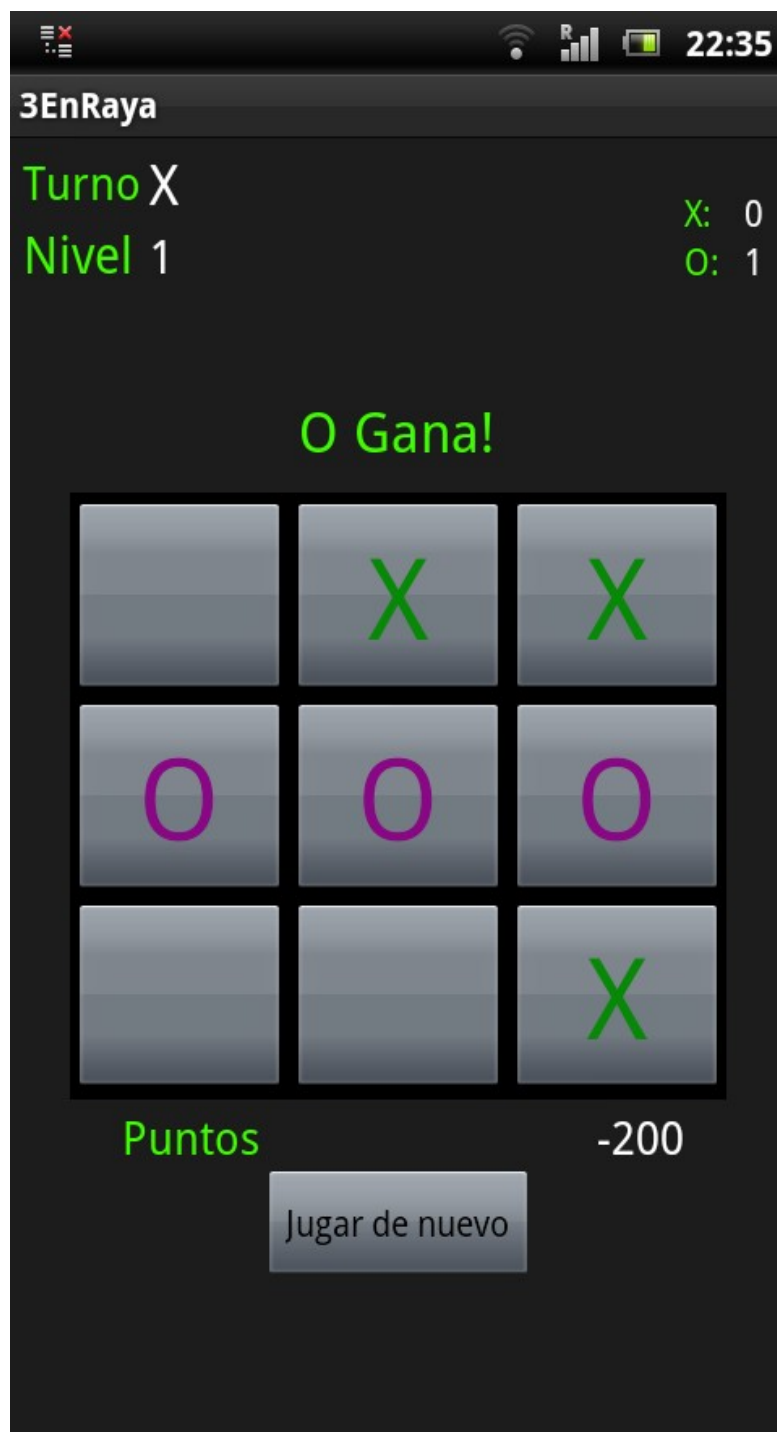 R 22:35
3EnRaya
Turno X
X: 0
Nivel 1
O: 1
O Gana!
X X
O O O
X
Puntos -200
Jugar de nuevo